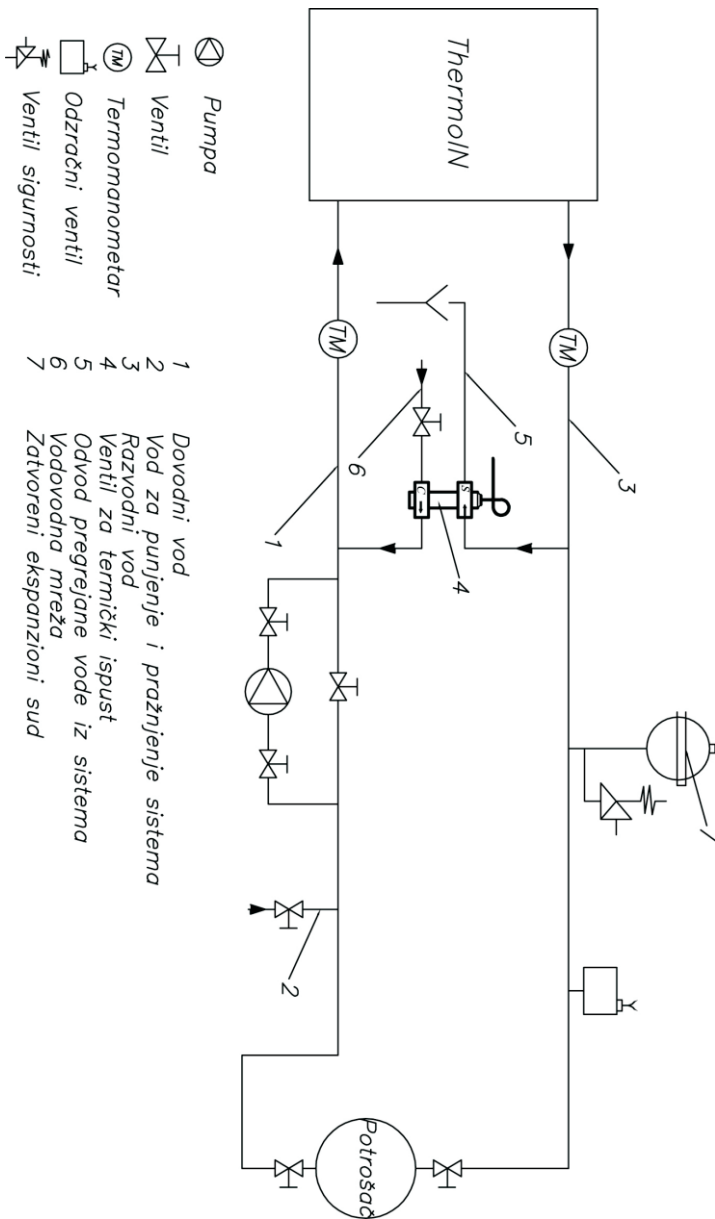 ThermoIN
TM
3
7
5
S
C
4
6
1
TM
2
Potrošač
Pumpa
Ventil
TM
Termomanometar
Odzračni ventil
Ventil sigurnosti
1 Dovodni vod
2 Vod za punjenje i pražnjenje sistema
3 Razvodni vod
4 Ventil za termički ispust
5 Odvod pregrejane vode iz sistema
6 Vodovodna mreža
7 Zatvoreni ekspanzioni sud